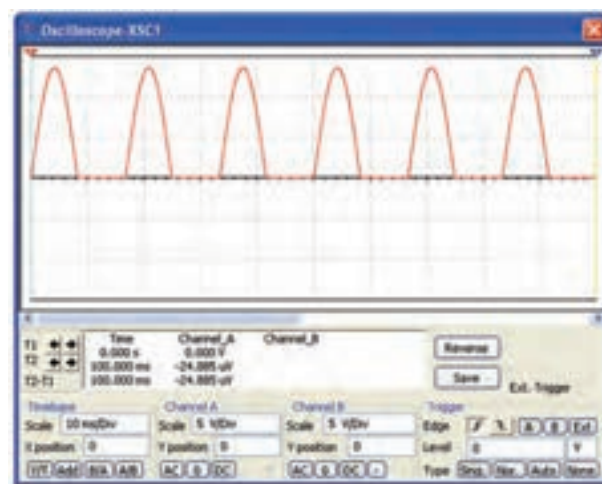 Oscilloscope-XSC1
Time Channel_A Channel_B
T1 0.000 s 0.000 V
T2 100.000 ms -24.885 uV
T2-T1 100.000 ms -24.885 uV
Reverse
Save
Ext. Trigger
Timebase Channel A Channel B Trigger
Scale 10 ms/Div Scale 5 V/Div Scale 5 V/Div Edge A B Ext
X position 0 Y position 0 Y position 0 Level 0 V
Y/T Add B/A A/B AC 0 DC AC 0 DC - Type Sing. Nor. Auto None